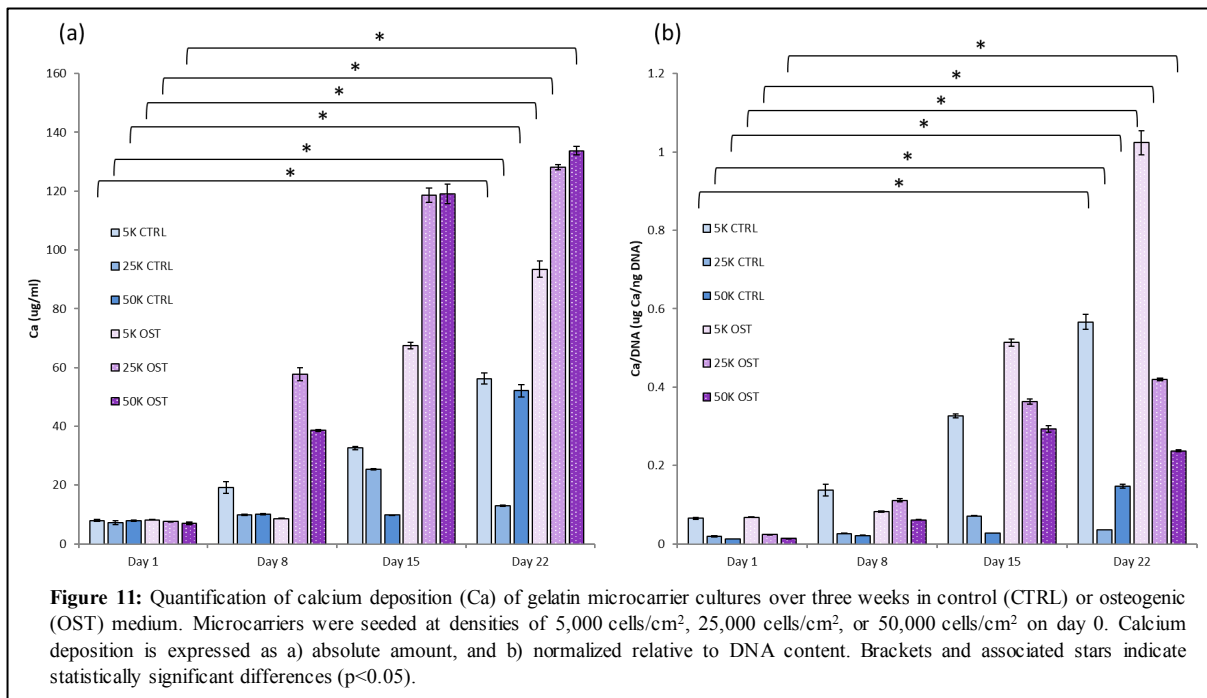 (a)
*
*
*
*
*
*
160
140
120
100
80
60
40
20
0
Ca (ug/ml)
5K CTRL
25K CTRL
50K CTRL
5K OST
25K OST
50K OST
Day 1 Day 8 Day 15 Day 22
(b)
*
*
*
*
*
*
1.2
1
0.8
0.6
0.4
0.2
0
Ca/DNA (ug Ca/ng DNA)
5K CTRL
25K CTRL
50K CTRL
5K OST
25K OST
50K OST
Day 1 Day 8 Day 15 Day 22
Figure 11: Quantification of calcium deposition (Ca) of gelatin microcarrier cultures over three weeks in control (CTRL) or osteogenic
(OST) medium. Microcarriers were seeded at densities of 5,000 cells/cm², 25,000 cells/cm², or 50,000 cells/cm² on day 0. Calcium
deposition is expressed as a) absolute amount, and b) normalized relative to DNA content. Brackets and associated stars indicate
statistically significant differences (p<0.05).